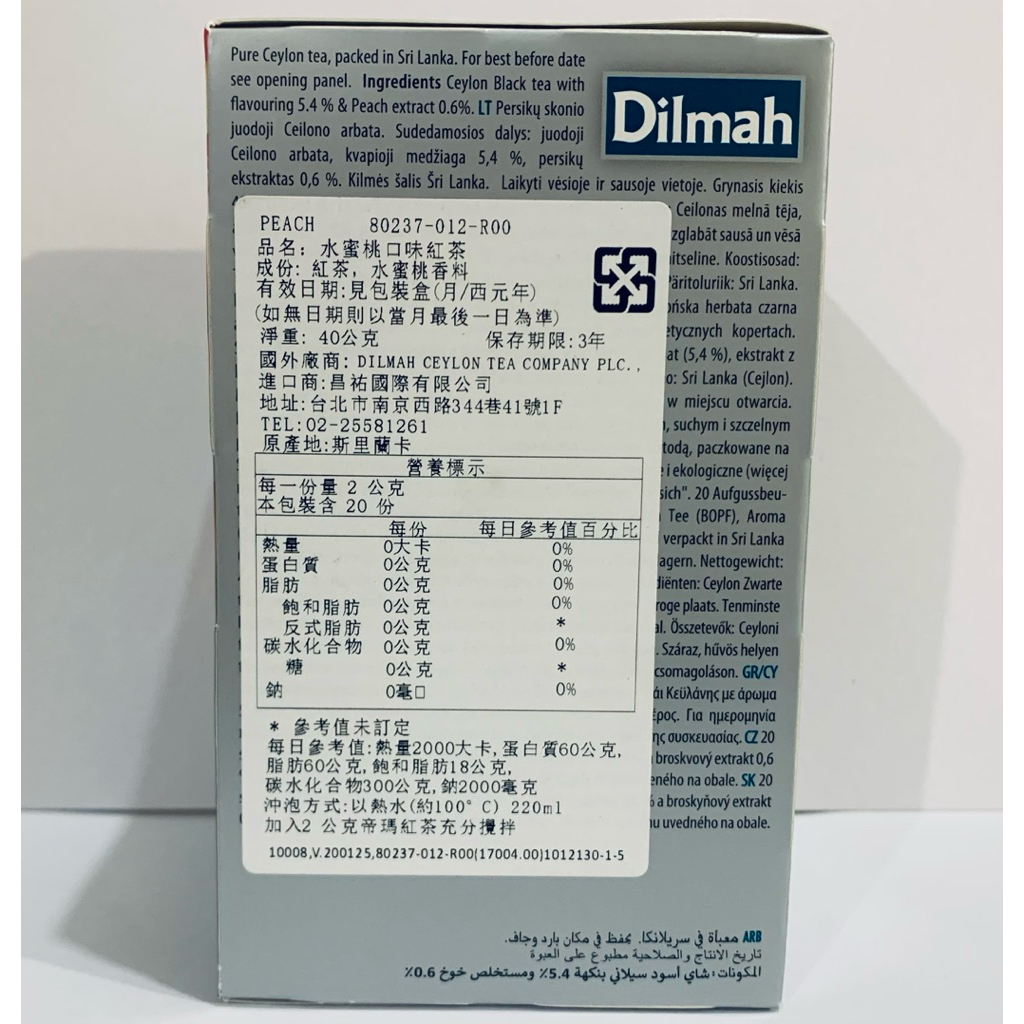 Pure Ceylon tea, packed in Sri Lanka. For best before date
see opening panel. Ingredients Ceylon Black tea with
flavouring 5.4 % & Peach extract 0.6%. LT Persikų skonio
juodoji Ceilono arbata. Sudedamosios dalys: juodoji
Ceilono arbata, kvapioji medžiaga 5,4 %, persikų
ekstraktas 0,6 %. Kilmės šalis Šri Lanka. Laikyti vėsioje ir sausoje vietoje. Grynasis kiekis
Dilmah
Ceilonas melnā tēja,
zglabāt sausā un vēsā
Koostisosad:
Päritoluriik: Sri Lanka.
herbata czarna
etycznych kopertach.
at (5,4 %), ekstrakt z
o: Sri Lanka (Cejlon).
w miejscu otwarcia.
, suchym i szczelnym
todą, paczkowane na
e i ekologiczne (więcej
sich". 20 Aufgussbeu-
Tee (BOPF), Aroma
verpackt in Sri Lanka
agern. Nettogewicht:
diënten: Ceylon Zwarte
roge plaats. Tenminste
al. Összetevők: Ceyloni
. Száraz, hűvös helyen
csomagoláson. GR/CY
αι Κεϋλάνης με άρωμα
έρος. Για ημερομηνία
ης συσκευασίας. CZ 20
broskvový extrakt 0,6
eného na obale. SK 20
% a broskyňový extrakt
u uvedného na obale.
PEACH 80237-012-R00
品名: 水蜜桃口味紅茶
成份: 紅茶, 水蜜桃香料
有效日期:見包裝盒(月/西元年)
(如無日期則以當月最後一日為準)
淨重: 40公克 保存期限:3年
國外廠商: DILMAH CEYLON TEA COMPANY PLC.,
進口商:昌祐國際有限公司
地址:台北市南京西路344巷41號1F
TEL:02-25581261
原產地:斯里蘭卡
營養標示
每一份量 2 公克
本包裝含 20 份
每份 每日參考值百分比
熱量 0大卡 0%
蛋白質 0公克 0%
脂肪 0公克 0%
飽和脂肪 0公克 0%
反式脂肪 0公克 *
碳水化合物 0公克 0%
糖 0公克 *
鈉 0毫□ 0%
* 參考值未訂定
每日參考值:熱量2000大卡,蛋白質60公克,
脂肪60公克,飽和脂肪18公克,
碳水化合物300公克,鈉2000毫克
沖泡方式:以熱水(約100°C) 220ml
加入2 公克帝瑪紅茶充分攪拌
10008,V.200125,80237-012-R00(17004.00)1012130-1-5
ARB معبأة في سريلانكا. يحفظ في مكان بارد وجاف.
تاريخ الانتاج والصلاحية مطبوع على العبوة
المكونات: شاي أسود سيلاني بنكهة 5.4٪ ومستخلص خوخ 0.6٪